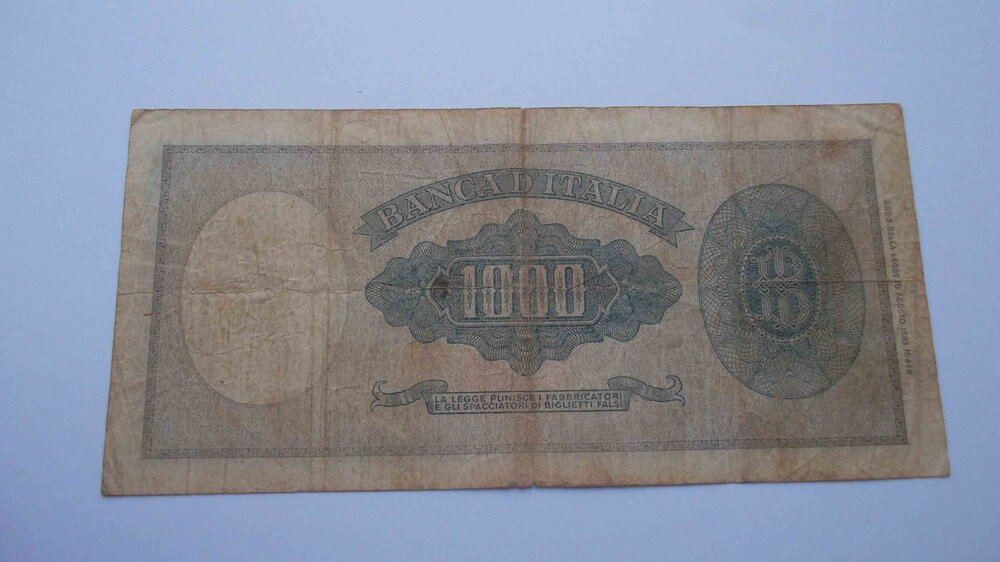 BANCA D'ITALIA
1000
LA LEGGE PUNISCE I FABBRICATORI
E GLI SPACCIATORI DI BIGLIETTI FALSI